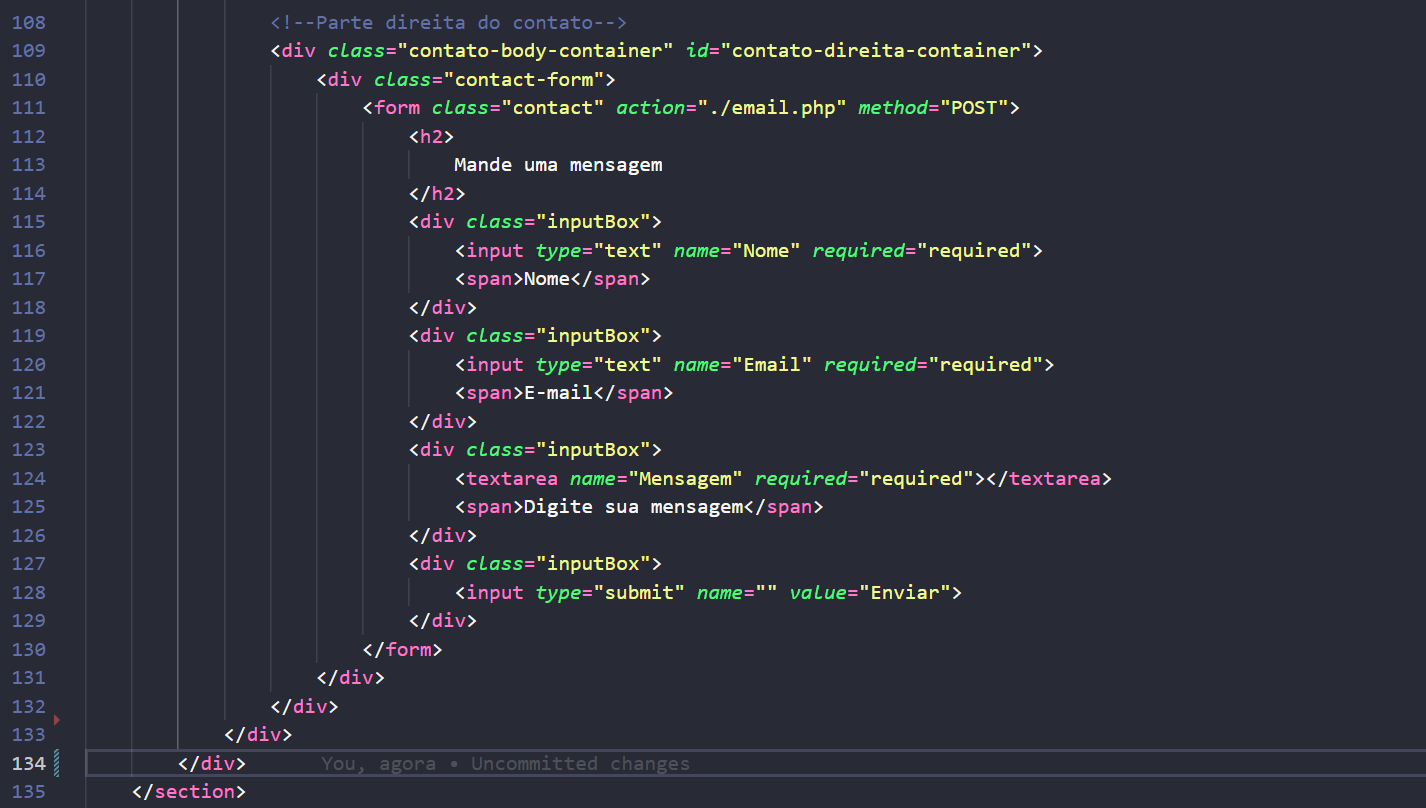 108 <!--Parte direita do contato-->
109 <div class="contato-body-container" id="contato-direita-container">
110 <div class="contact-form">
111 <form class="contact" action="./email.php" method="POST">
112 <h2>
113 Mande uma mensagem
114 </h2>
115 <div class="inputBox">
116 <input type="text" name="Nome" required="required">
117 <span>Nome</span>
118 </div>
119 <div class="inputBox">
120 <input type="text" name="Email" required="required">
121 <span>E-mail</span>
122 </div>
123 <div class="inputBox">
124 <textarea name="Mensagem" required="required"></textarea>
125 <span>Digite sua mensagem</span>
126 </div>
127 <div class="inputBox">
128 <input type="submit" name="" value="Enviar">
129 </div>
130 </form>
131 </div>
132 </div>
133 </div>
134 </div> You, agora • Uncommitted changes
135 </section>